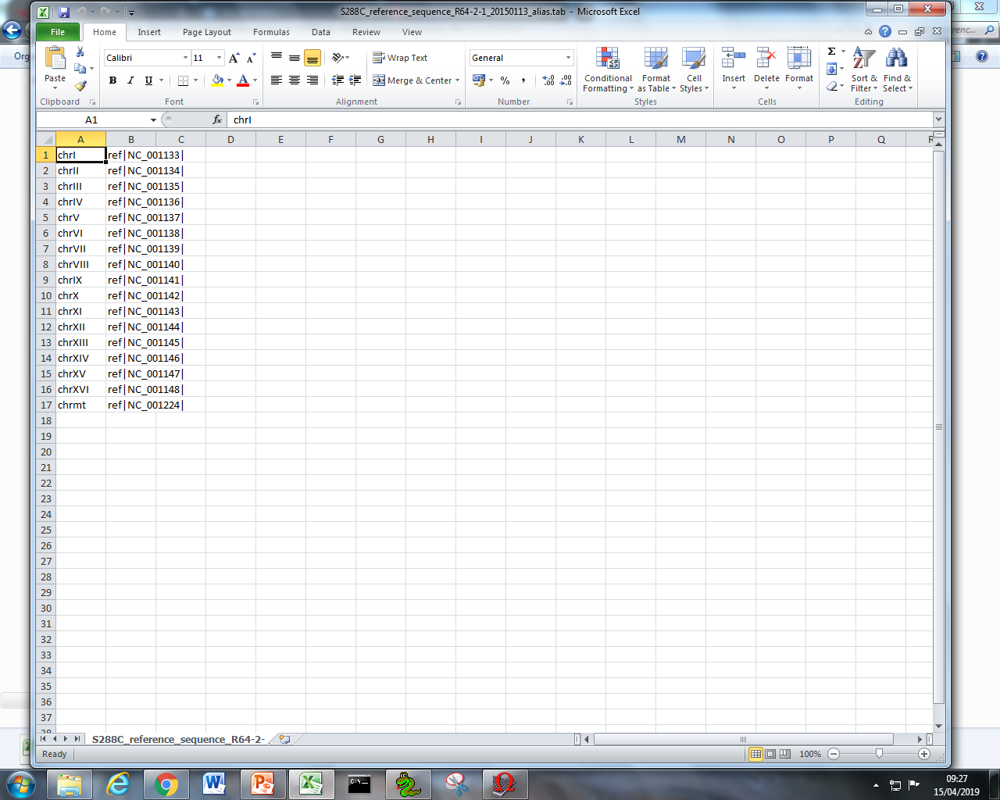 S288C_reference_sequence_R64-2-1_20150113_alias.tab - Microsoft Excel
File Home Insert Page Layout Formulas Data Review View
Org
Paste
Clipboard
Calibri 11
B I U
Font
Wrap Text
Merge & Center
Alignment
General
%
Number
Conditional Formatting
Format as Table
Cell Styles
Styles
Insert Delete Format
Cells
Sort & Filter
Find & Select
Editing
A1 fx chrI
A B C D E F G H I J K L M N O P Q R
1 chrI ref|NC_001133|
2 chrII ref|NC_001134|
3 chrIII ref|NC_001135|
4 chrIV ref|NC_001136|
5 chrV ref|NC_001137|
6 chrVI ref|NC_001138|
7 chrVII ref|NC_001139|
8 chrVIII ref|NC_001140|
9 chrIX ref|NC_001141|
10 chrX ref|NC_001142|
11 chrXI ref|NC_001143|
12 chrXII ref|NC_001144|
13 chrXIII ref|NC_001145|
14 chrXIV ref|NC_001146|
15 chrXV ref|NC_001147|
16 chrXVI ref|NC_001148|
17 chrmt ref|NC_001224|
18
19
20
21
22
23
24
25
26
27
28
29
30
31
32
33
34
35
36
37
38
S288C_reference_sequence_R64-2-
Ready 100%
09:27
15/04/2019